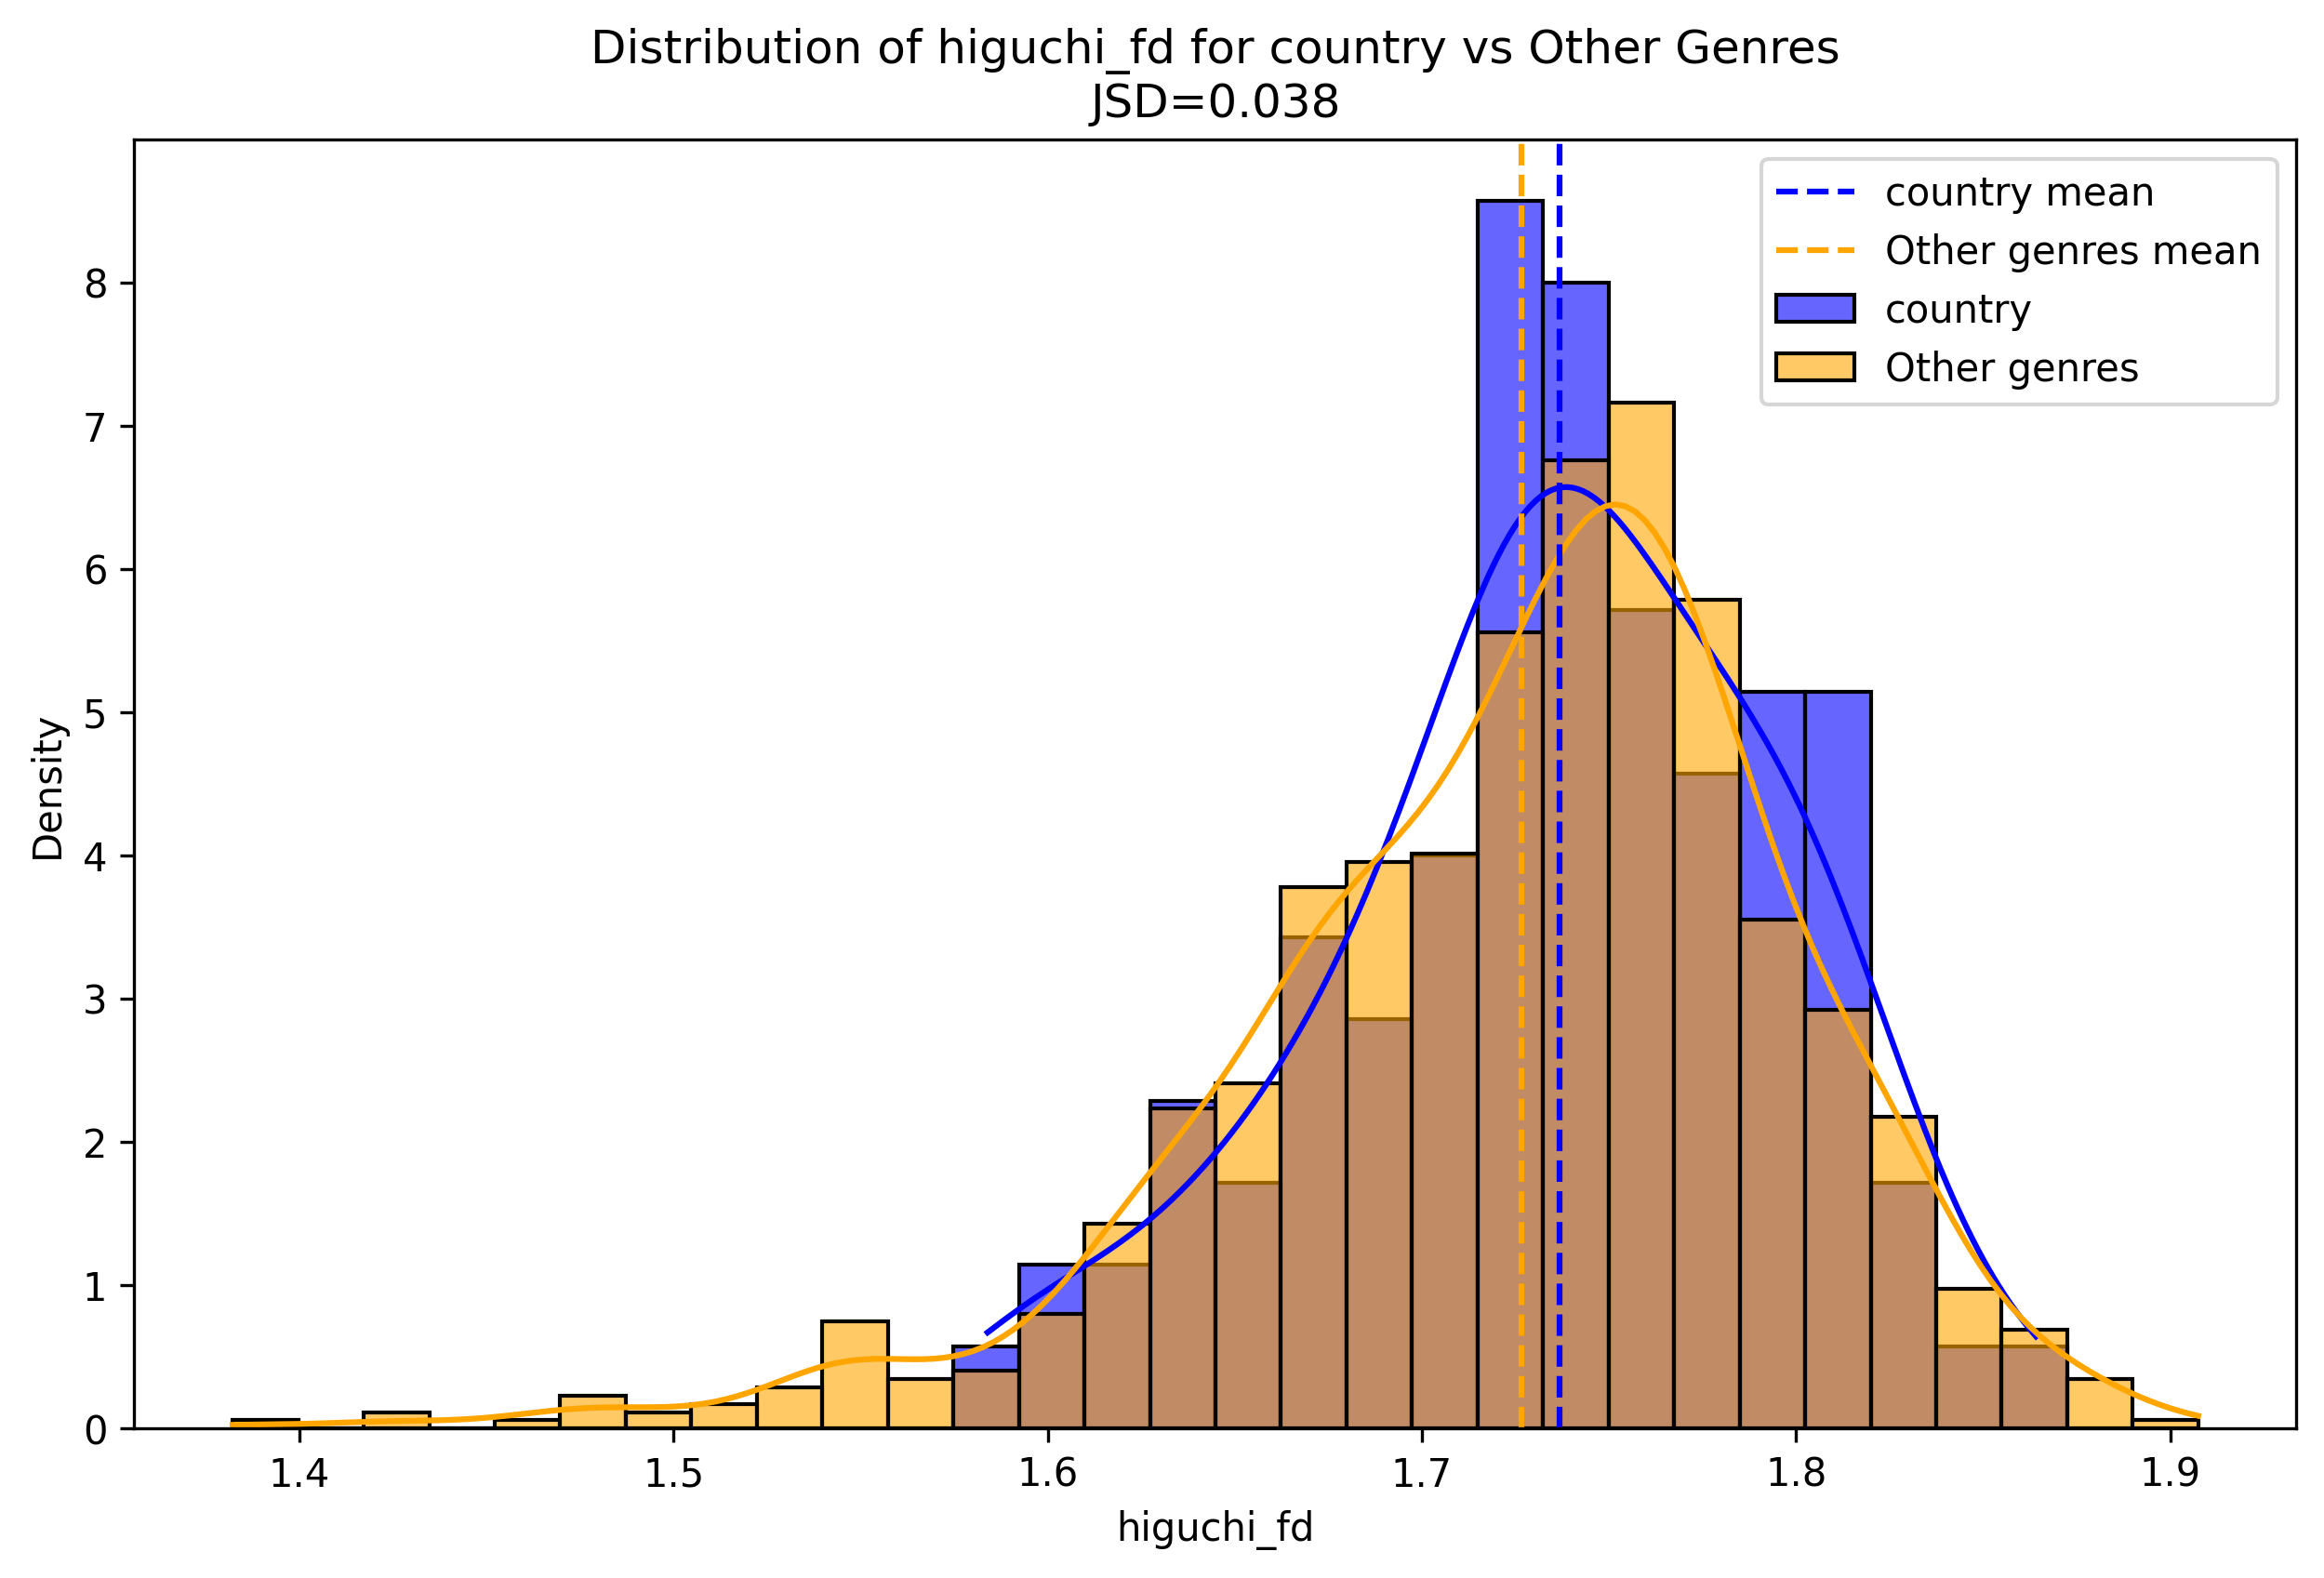 Distribution of higuchi_fd for country vs Other Genres
JSD=0.038
country mean
Other genres mean
country
Other genres
Density
8
7
6
5
4
3
2
1
0
1.4 1.5 1.6 1.7 1.8 1.9
higuchi_fd